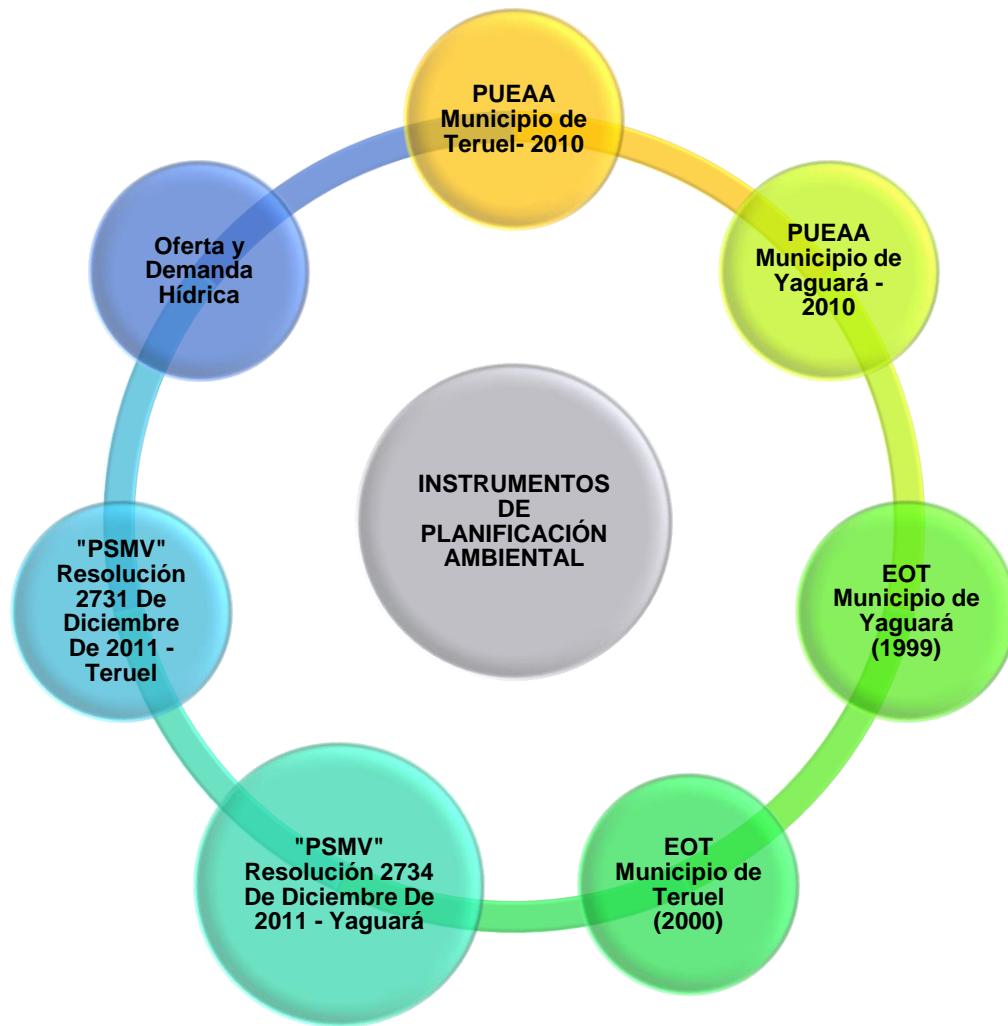 PUEAA
Municipio de
Teruel- 2010
PUEAA
Municipio de
Yaguará -
2010
EOT
Municipio de
Yaguará
(1999)
EOT
Municipio de
Teruel
(2000)
"PSMV"
Resolución 2734
De Diciembre De
2011 - Yaguará
"PSMV"
Resolución
2731 De
Diciembre
De 2011 -
Teruel
Oferta y
Demanda
Hídrica
INSTRUMENTOS
DE
PLANIFICACIÓN
AMBIENTAL